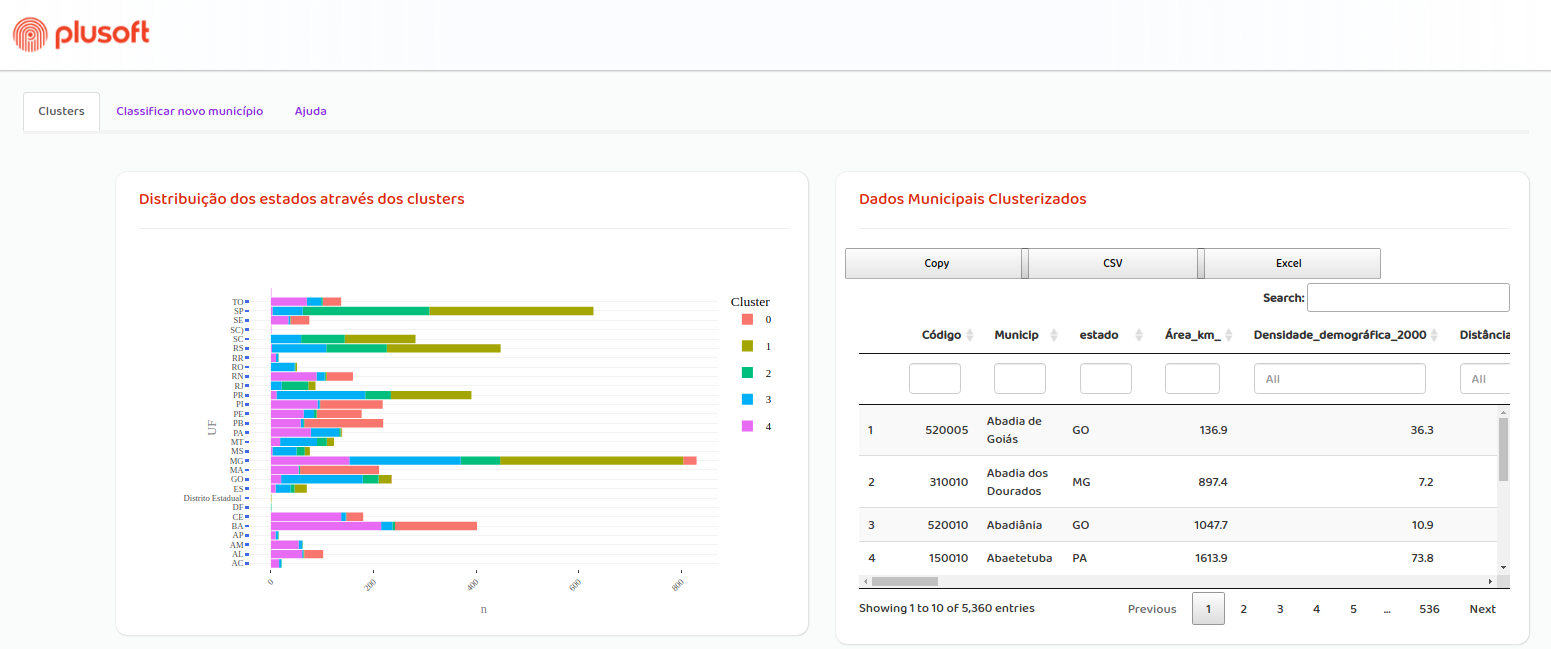 plusoft
Clusters
Classificar novo município
Ajuda
Distribuição dos estados através dos clusters
UF
TO
SP
SE
SC)
SC
RS
RR
RO
RN
RJ
PR
PI
PE
PB
PA
MT
MS
MG
MA
GO
ES
Distrito Estadual
DF
CE
BA
AP
AM
AL
AC
0 200 400 600 800
n
Cluster
0
1
2
3
4
Dados Municipais Clusterizados
Copy CSV Excel
Search:
Código Municip estado Área_km_ Densidade_demográfica_2000 Distância
All All
1 520005 Abadia de Goiás GO 136.9 36.3
2 310010 Abadia dos Dourados MG 897.4 7.2
3 520010 Abadiânia GO 1047.7 10.9
4 150010 Abaetetuba PA 1613.9 73.8
Showing 1 to 10 of 5,360 entries
Previous 1 2 3 4 5 … 536 Next